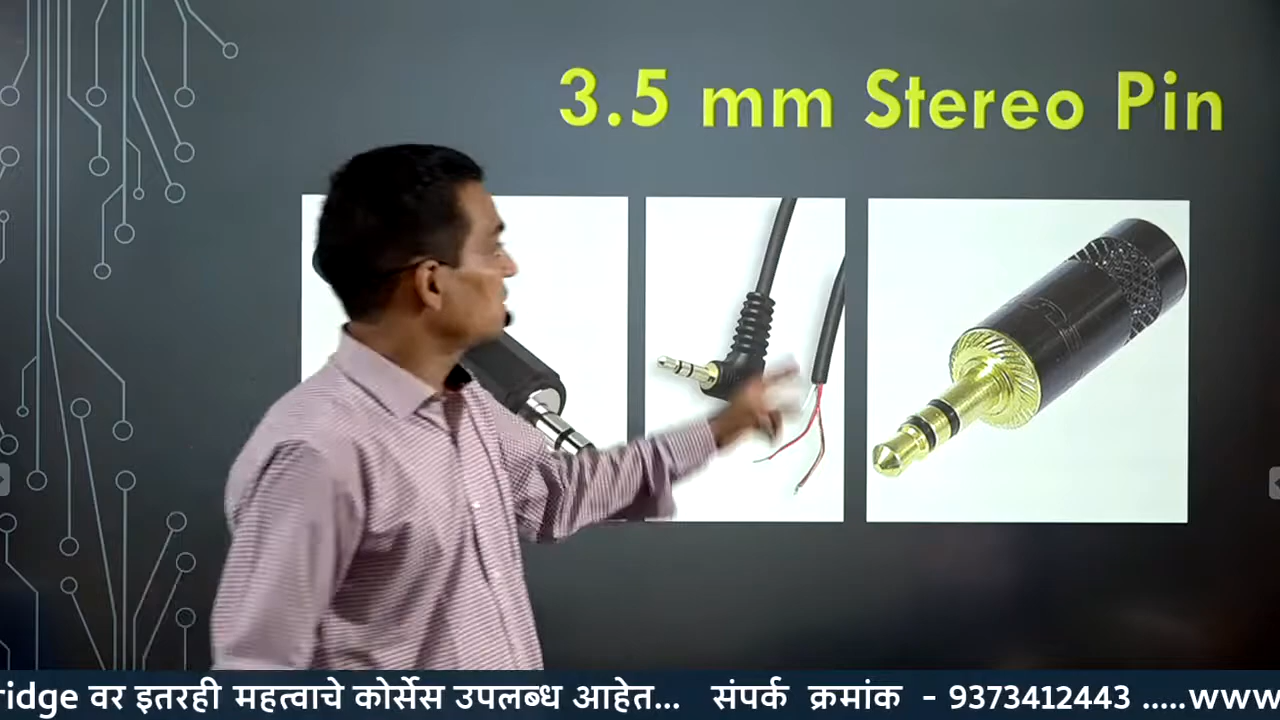 3.5 mm Stereo Pin
ridge वर इतरही महत्वाचे कोर्सेस उपलब्ध आहेत... संपर्क क्रमांक - 9373412443 .....www